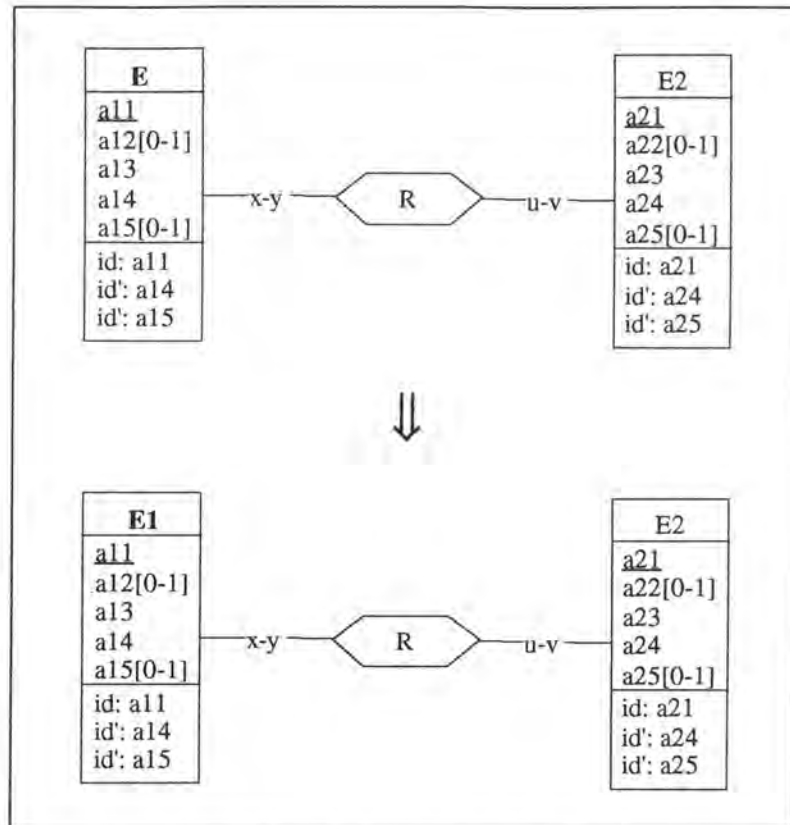 E
a11
a12[0-1]
a13
a14
a15[0-1]
id: a11
id': a14
id': a15
x-y
R
u-v
E2
a21
a22[0-1]
a23
a24
a25[0-1]
id: a21
id': a24
id': a25
⇓
E1
a11
a12[0-1]
a13
a14
a15[0-1]
id: a11
id': a14
id': a15
x-y
R
u-v
E2
a21
a22[0-1]
a23
a24
a25[0-1]
id: a21
id': a24
id': a25